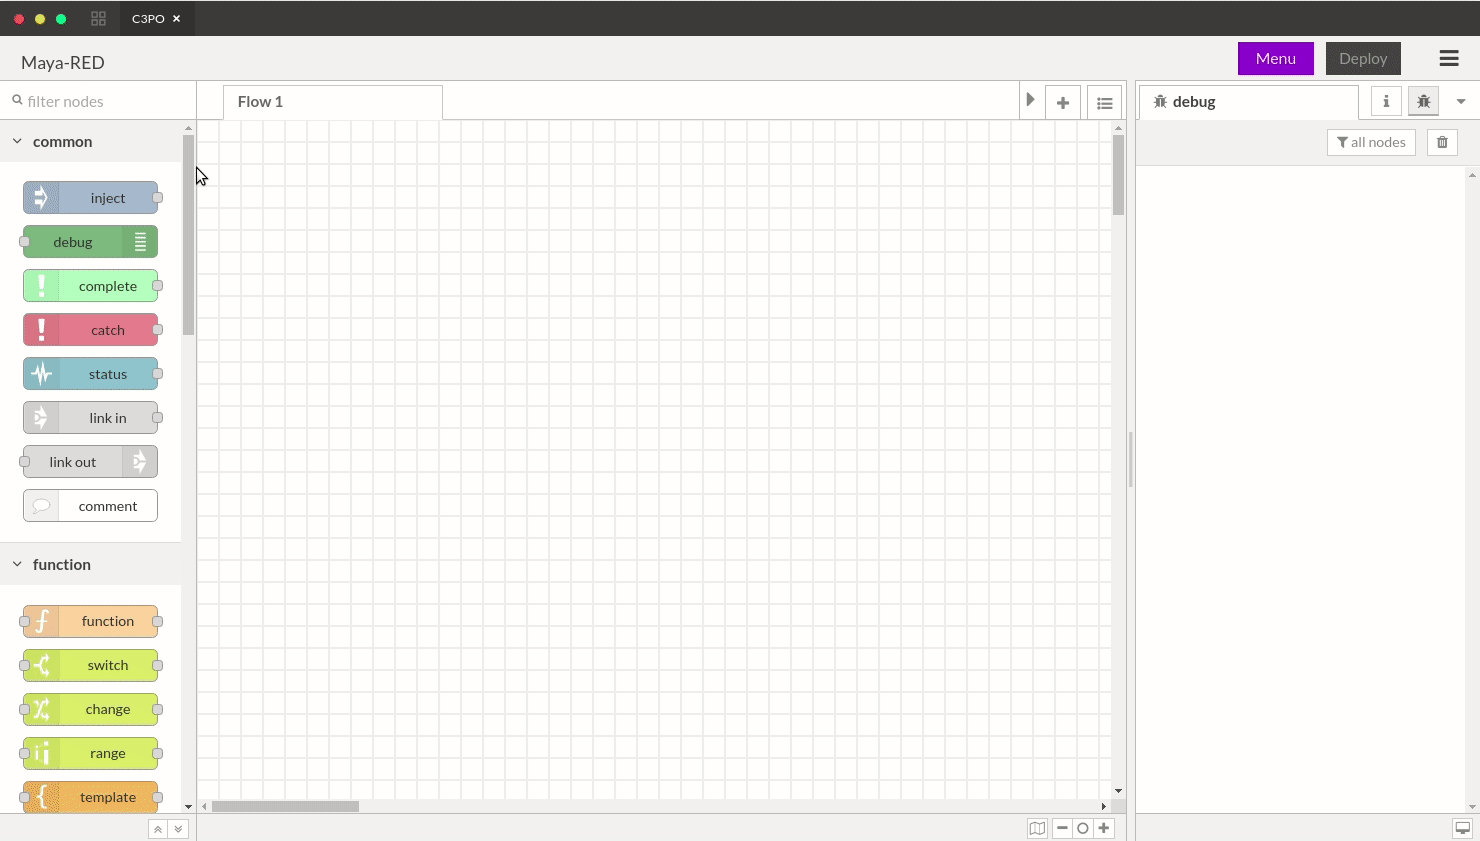 C3PO
Maya-RED
Menu
Deploy
filter nodes
Flow 1
debug
all nodes
common
inject
debug
complete
catch
status
link in
link out
comment
function
function
switch
change
range
template